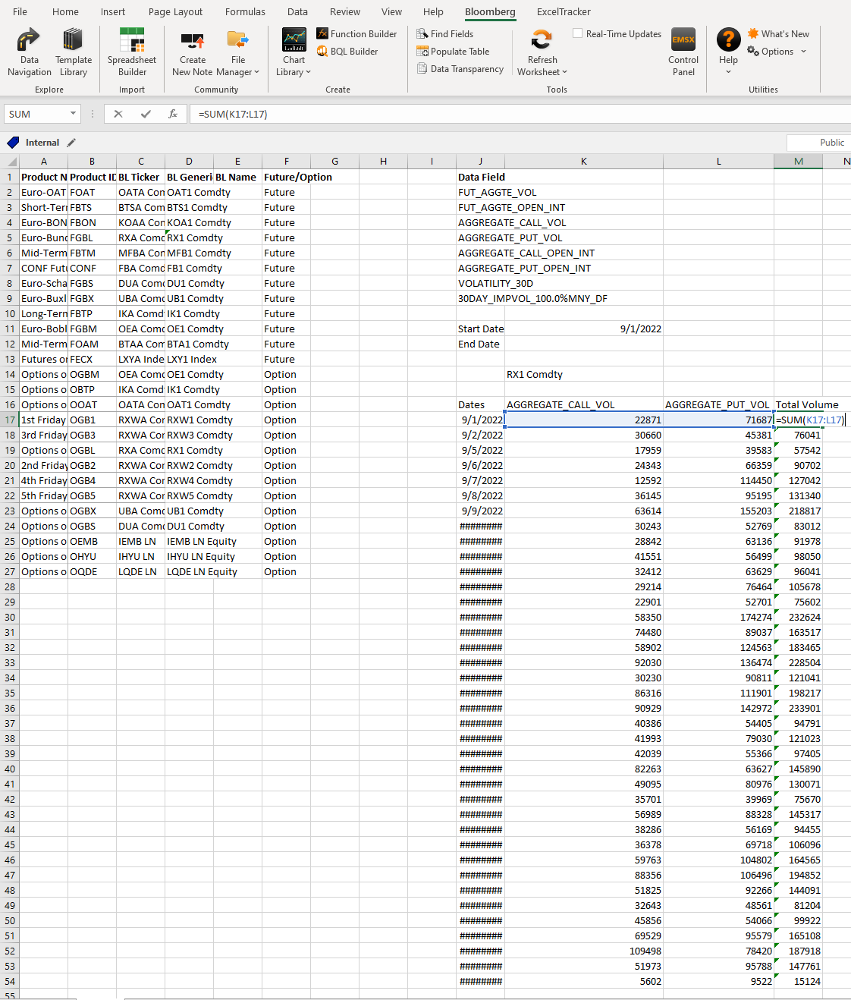 File Home Insert Page Layout Formulas Data Review View Help Bloomberg ExcelTracker
Data Navigation
Template Library
Explore
Spreadsheet Builder
Import
Create New Note
File Manager
Community
Chart Library
fx Function Builder
BQL Builder
Create
Find Fields
Populate Table
Data Transparency
Refresh Worksheet
Real-Time Updates
EMSX
Control Panel
Tools
? Help
What's New
Options
Utilities
SUM fx =SUM(K17:L17)
Internal Public
A B C D E F G H I J K L M N
1 Product N Product ID BL Ticker BL Generi BL Name Future/Option Data Field
2 Euro-OAT FOAT OATA Com OAT1 Comdty Future FUT_AGGTE_VOL
3 Short-Ter FBTS BTSA Com BTS1 Comdty Future FUT_AGGTE_OPEN_INT
4 Euro-BON FBON KOAA Com KOA1 Comdty Future AGGREGATE_CALL_VOL
5 Euro-Bund FGBL RXA Comd RX1 Comdty Future AGGREGATE_PUT_VOL
6 Mid-Term FBTM MFBA Com MFB1 Comdty Future AGGREGATE_CALL_OPEN_INT
7 CONF Futu CONF FBA Comd FB1 Comdty Future AGGREGATE_PUT_OPEN_INT
8 Euro-Scha FGBS DUA Comd DU1 Comdty Future VOLATILITY_30D
9 Euro-Buxl FGBX UBA Comd UB1 Comdty Future 30DAY_IMPVOL_100.0%MNY_DF
10 Long-Term FBTP IKA Comd IK1 Comdty Future
11 Euro-Bobl FGBM OEA Comd OE1 Comdty Future Start Date 9/1/2022
12 Mid-Term FOAM BTAA Com BTA1 Comdty Future End Date
13 Futures or FECX LXYA Inde LXY1 Index Future
14 Options o OGBM OEA Comd OE1 Comdty Option RX1 Comdty
15 Options o OBTP IKA Comd IK1 Comdty Option
16 Options o OOAT OATA Com OAT1 Comdty Option Dates AGGREGATE_CALL_VOL AGGREGATE_PUT_VOL Total Volume
17 1st Friday OGB1 RXWA Cor RXW1 Comdty Option 9/1/2022 22871 71687 =SUM(K17:L17)
18 3rd Friday OGB3 RXWA Cor RXW3 Comdty Option 9/2/2022 30660 45381 76041
19 Options o OGBL RXA Comd RX1 Comdty Option 9/5/2022 17959 39583 57542
20 2nd Friday OGB2 RXWA Cor RXW2 Comdty Option 9/6/2022 24343 66359 90702
21 4th Friday OGB4 RXWA Cor RXW4 Comdty Option 9/7/2022 12592 114450 127042
22 5th Friday OGB5 RXWA Cor RXW5 Comdty Option 9/8/2022 36145 95195 131340
23 Options o OGBX UBA Comd UB1 Comdty Option 9/9/2022 63614 155203 218817
24 Options o OGBS DUA Comd DU1 Comdty Option ######## 30243 52769 83012
25 Options o OEMB IEMB LN IEMB LN Equity Option ######## 28842 63136 91978
26 Options o OHYU IHYU LN IHYU LN Equity Option ######## 41551 56499 98050
27 Options o OQDE LQDE LN LQDE LN Equity Option ######## 32412 63629 96041
28 ######## 29214 76464 105678
29 ######## 22901 52701 75602
30 ######## 58350 174274 232624
31 ######## 74480 89037 163517
32 ######## 58902 124563 183465
33 ######## 92030 136474 228504
34 ######## 30230 90811 121041
35 ######## 86316 111901 198217
36 ######## 90929 142972 233901
37 ######## 40386 54405 94791
38 ######## 41993 79030 121023
39 ######## 42039 55366 97405
40 ######## 82263 63627 145890
41 ######## 49095 80976 130071
42 ######## 35701 39969 75670
43 ######## 56989 88328 145317
44 ######## 38286 56169 94455
45 ######## 36378 69718 106096
46 ######## 59763 104802 164565
47 ######## 88356 106496 194852
48 ######## 51825 92266 144091
49 ######## 32643 48561 81204
50 ######## 45856 54066 99922
51 ######## 69529 95579 165108
52 ######## 109498 78420 187918
53 ######## 51973 95788 147761
54 ######## 5602 9522 15124
55